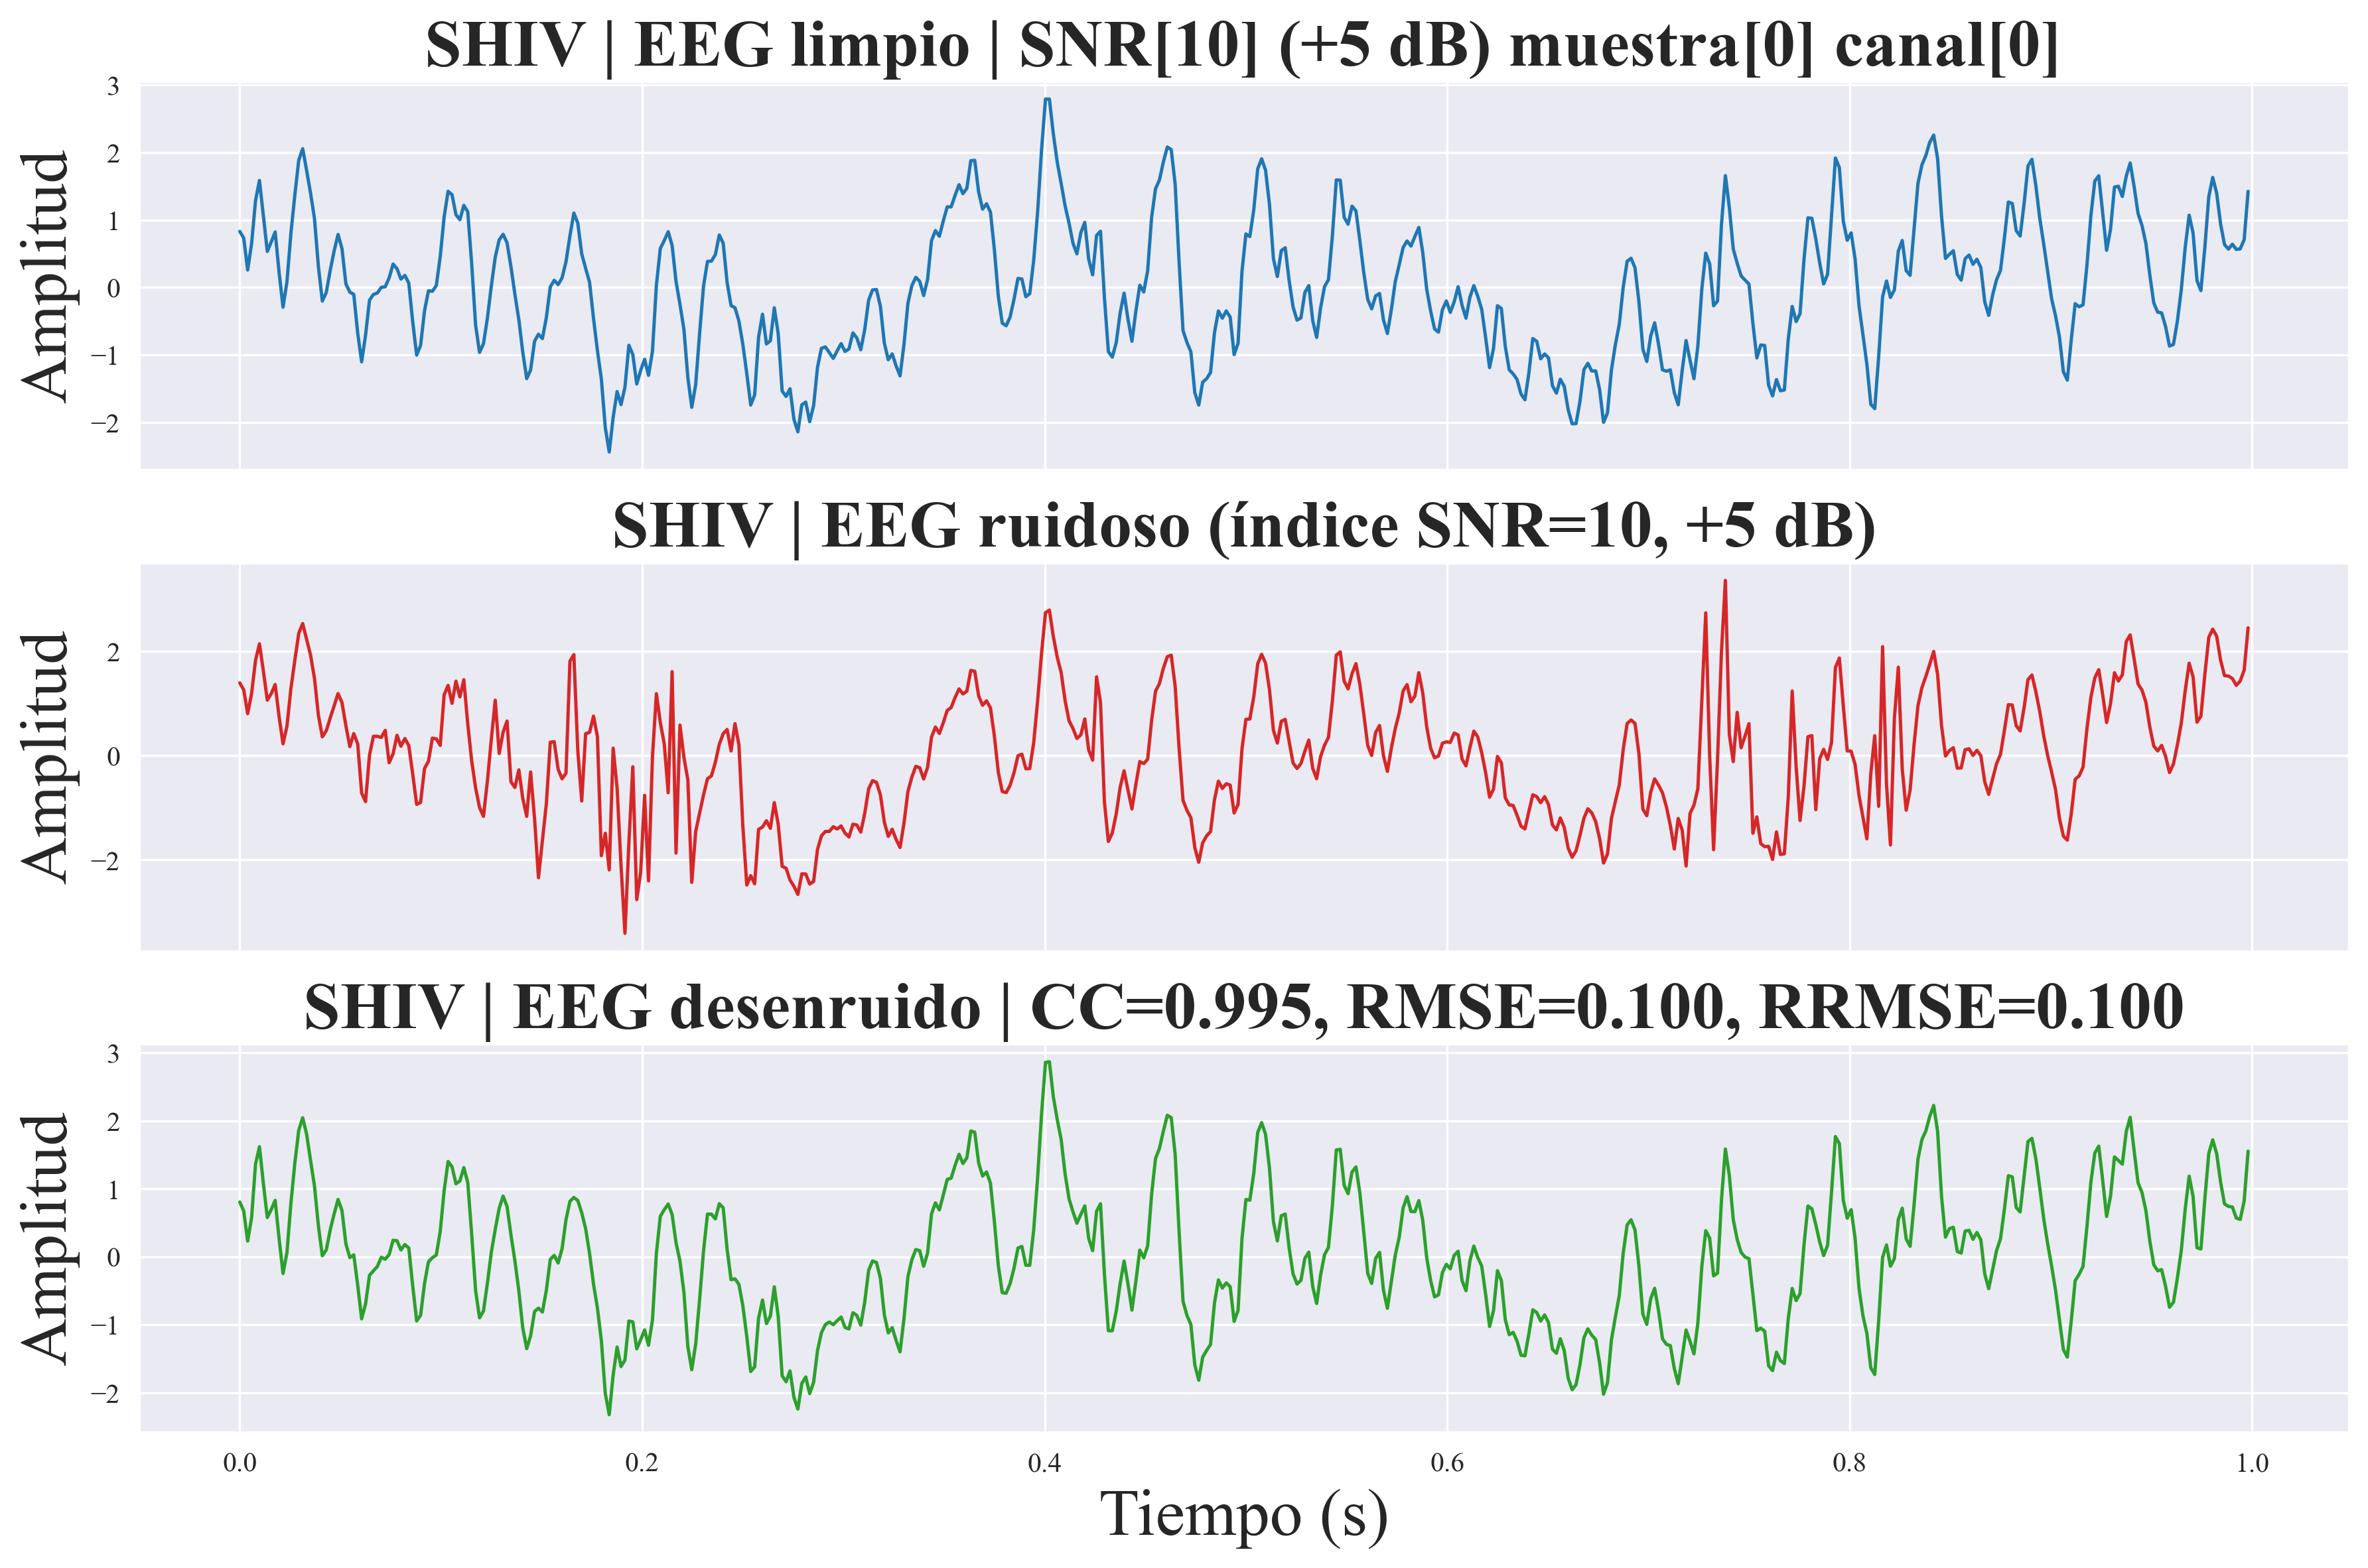 SHIV | EEG limpio | SNR[10] (+5 dB) muestra[0] canal[0]
3
2
1
0
−1
−2
Amplitud
SHIV | EEG ruidoso (índice SNR=10, +5 dB)
2
0
−2
Amplitud
SHIV | EEG desenruido | CC=0.995, RMSE=0.100, RRMSE=0.100
3
2
1
0
−1
−2
Amplitud
0.0 0.2 0.4 0.6 0.8 1.0
Tiempo (s)